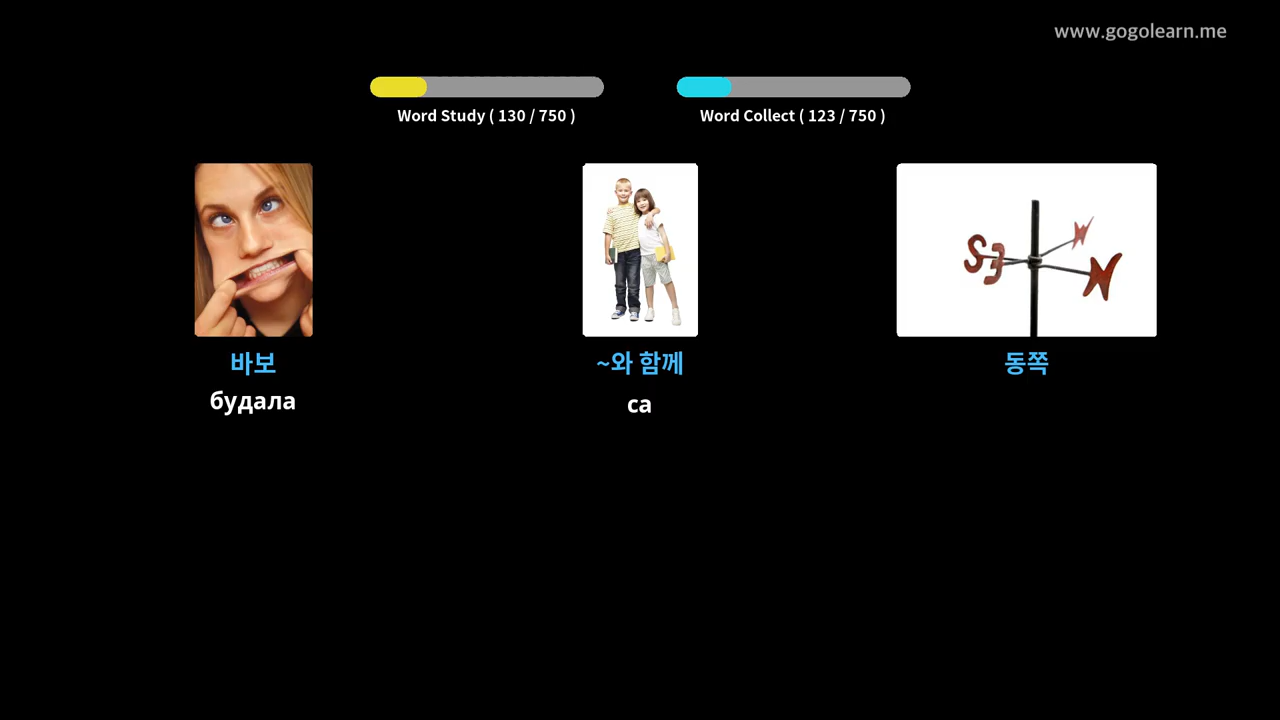 www.gogolearn.me
Word Study ( 130 / 750 )
Word Collect ( 123 / 750 )
바보
будала
~와 함께
са
동쪽